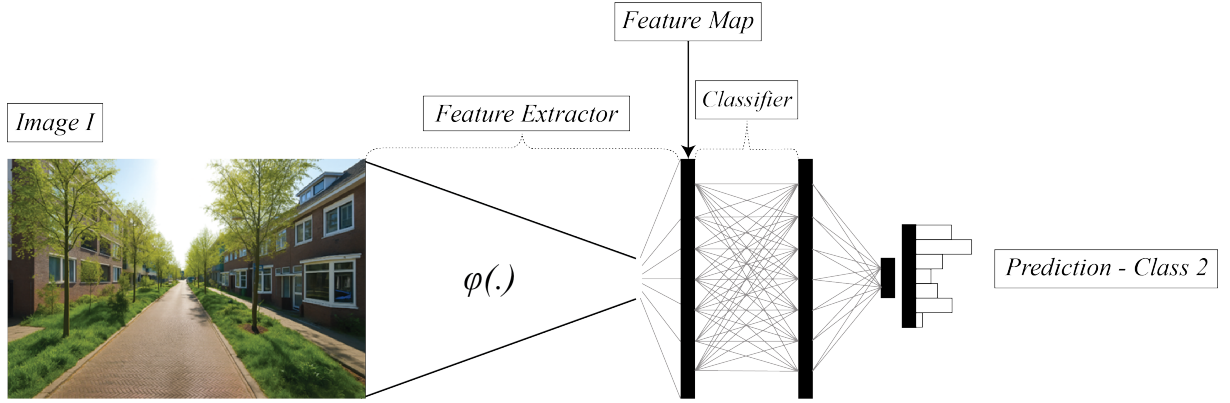 Feature Map
Classifier
Feature Extractor
Image I
φ(.)
Prediction - Class 2